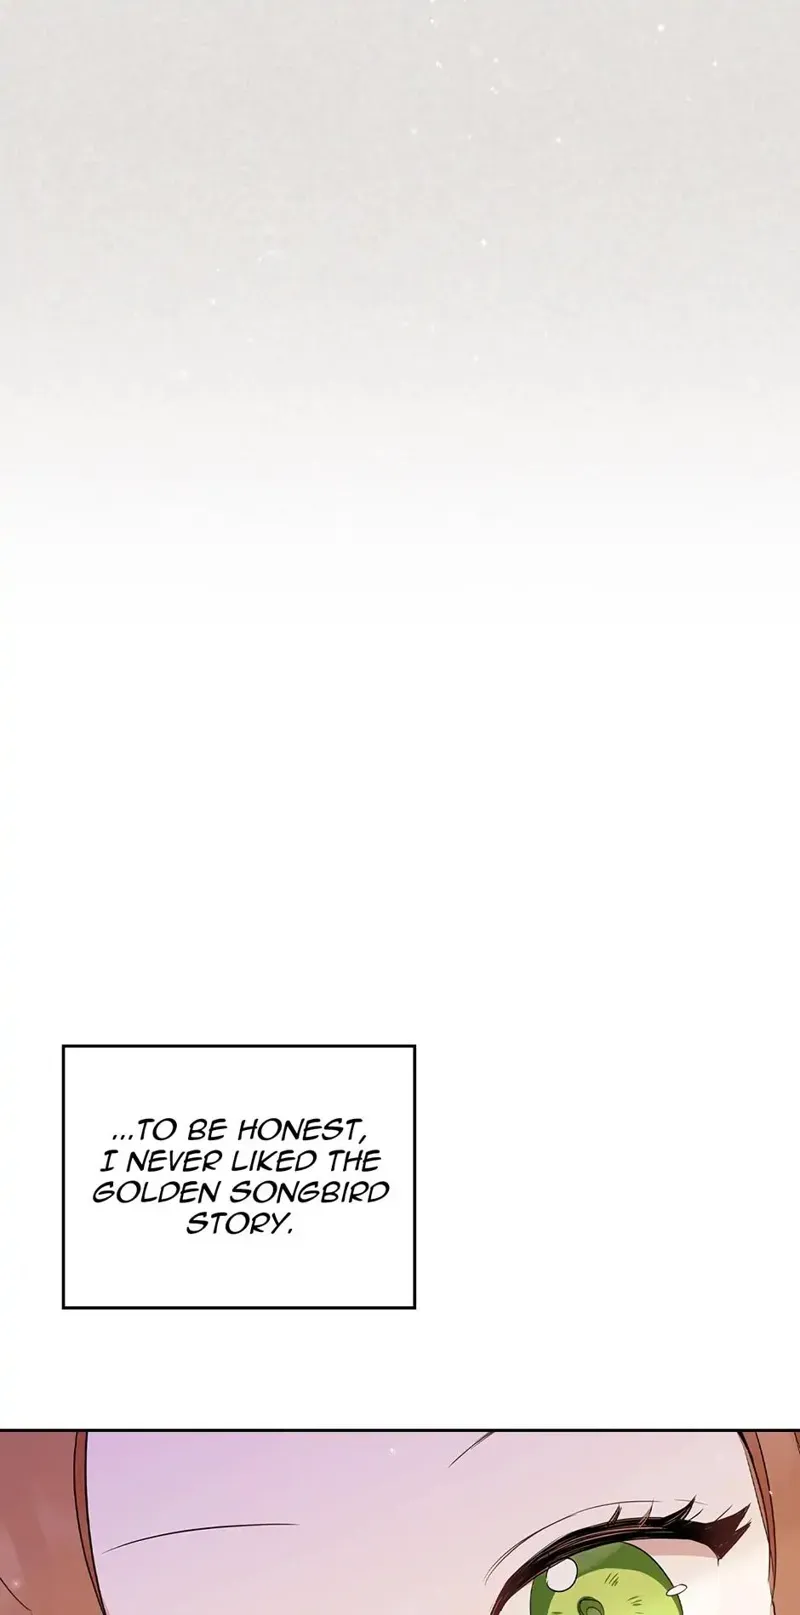 ...TO BE HONEST,
I NEVER LIKED THE
GOLDEN SONGBIRD
STORY.